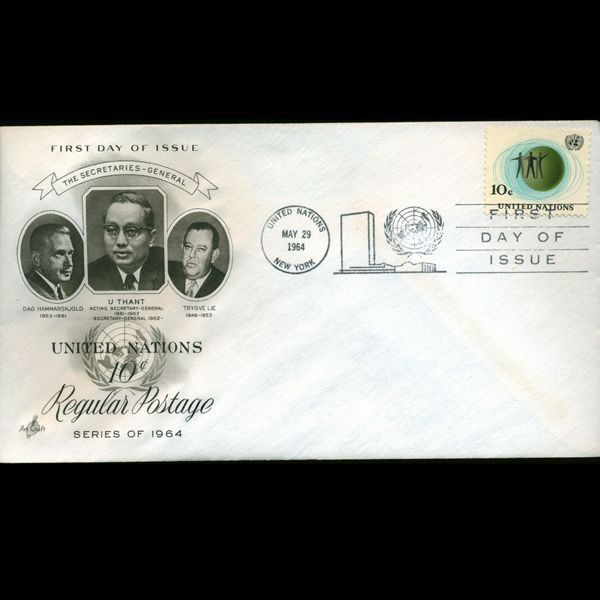 FIRST DAY OF ISSUE
THE SECRETARIES-GENERAL
DAG HAMMARSKJOLD
1953-1961
U THANT
ACTING SECRETARY-GENERAL
1961-1962
SECRETARY-GENERAL 1962-
TRYGVE LIE
1946-1953
UNITED NATIONS
10¢
Regular Postage
SERIES OF 1964
Art Craft
UNITED NATIONS
MAY 29
1964
NEW YORK
10c
UNITED NATIONS
FIRST
DAY OF
ISSUE